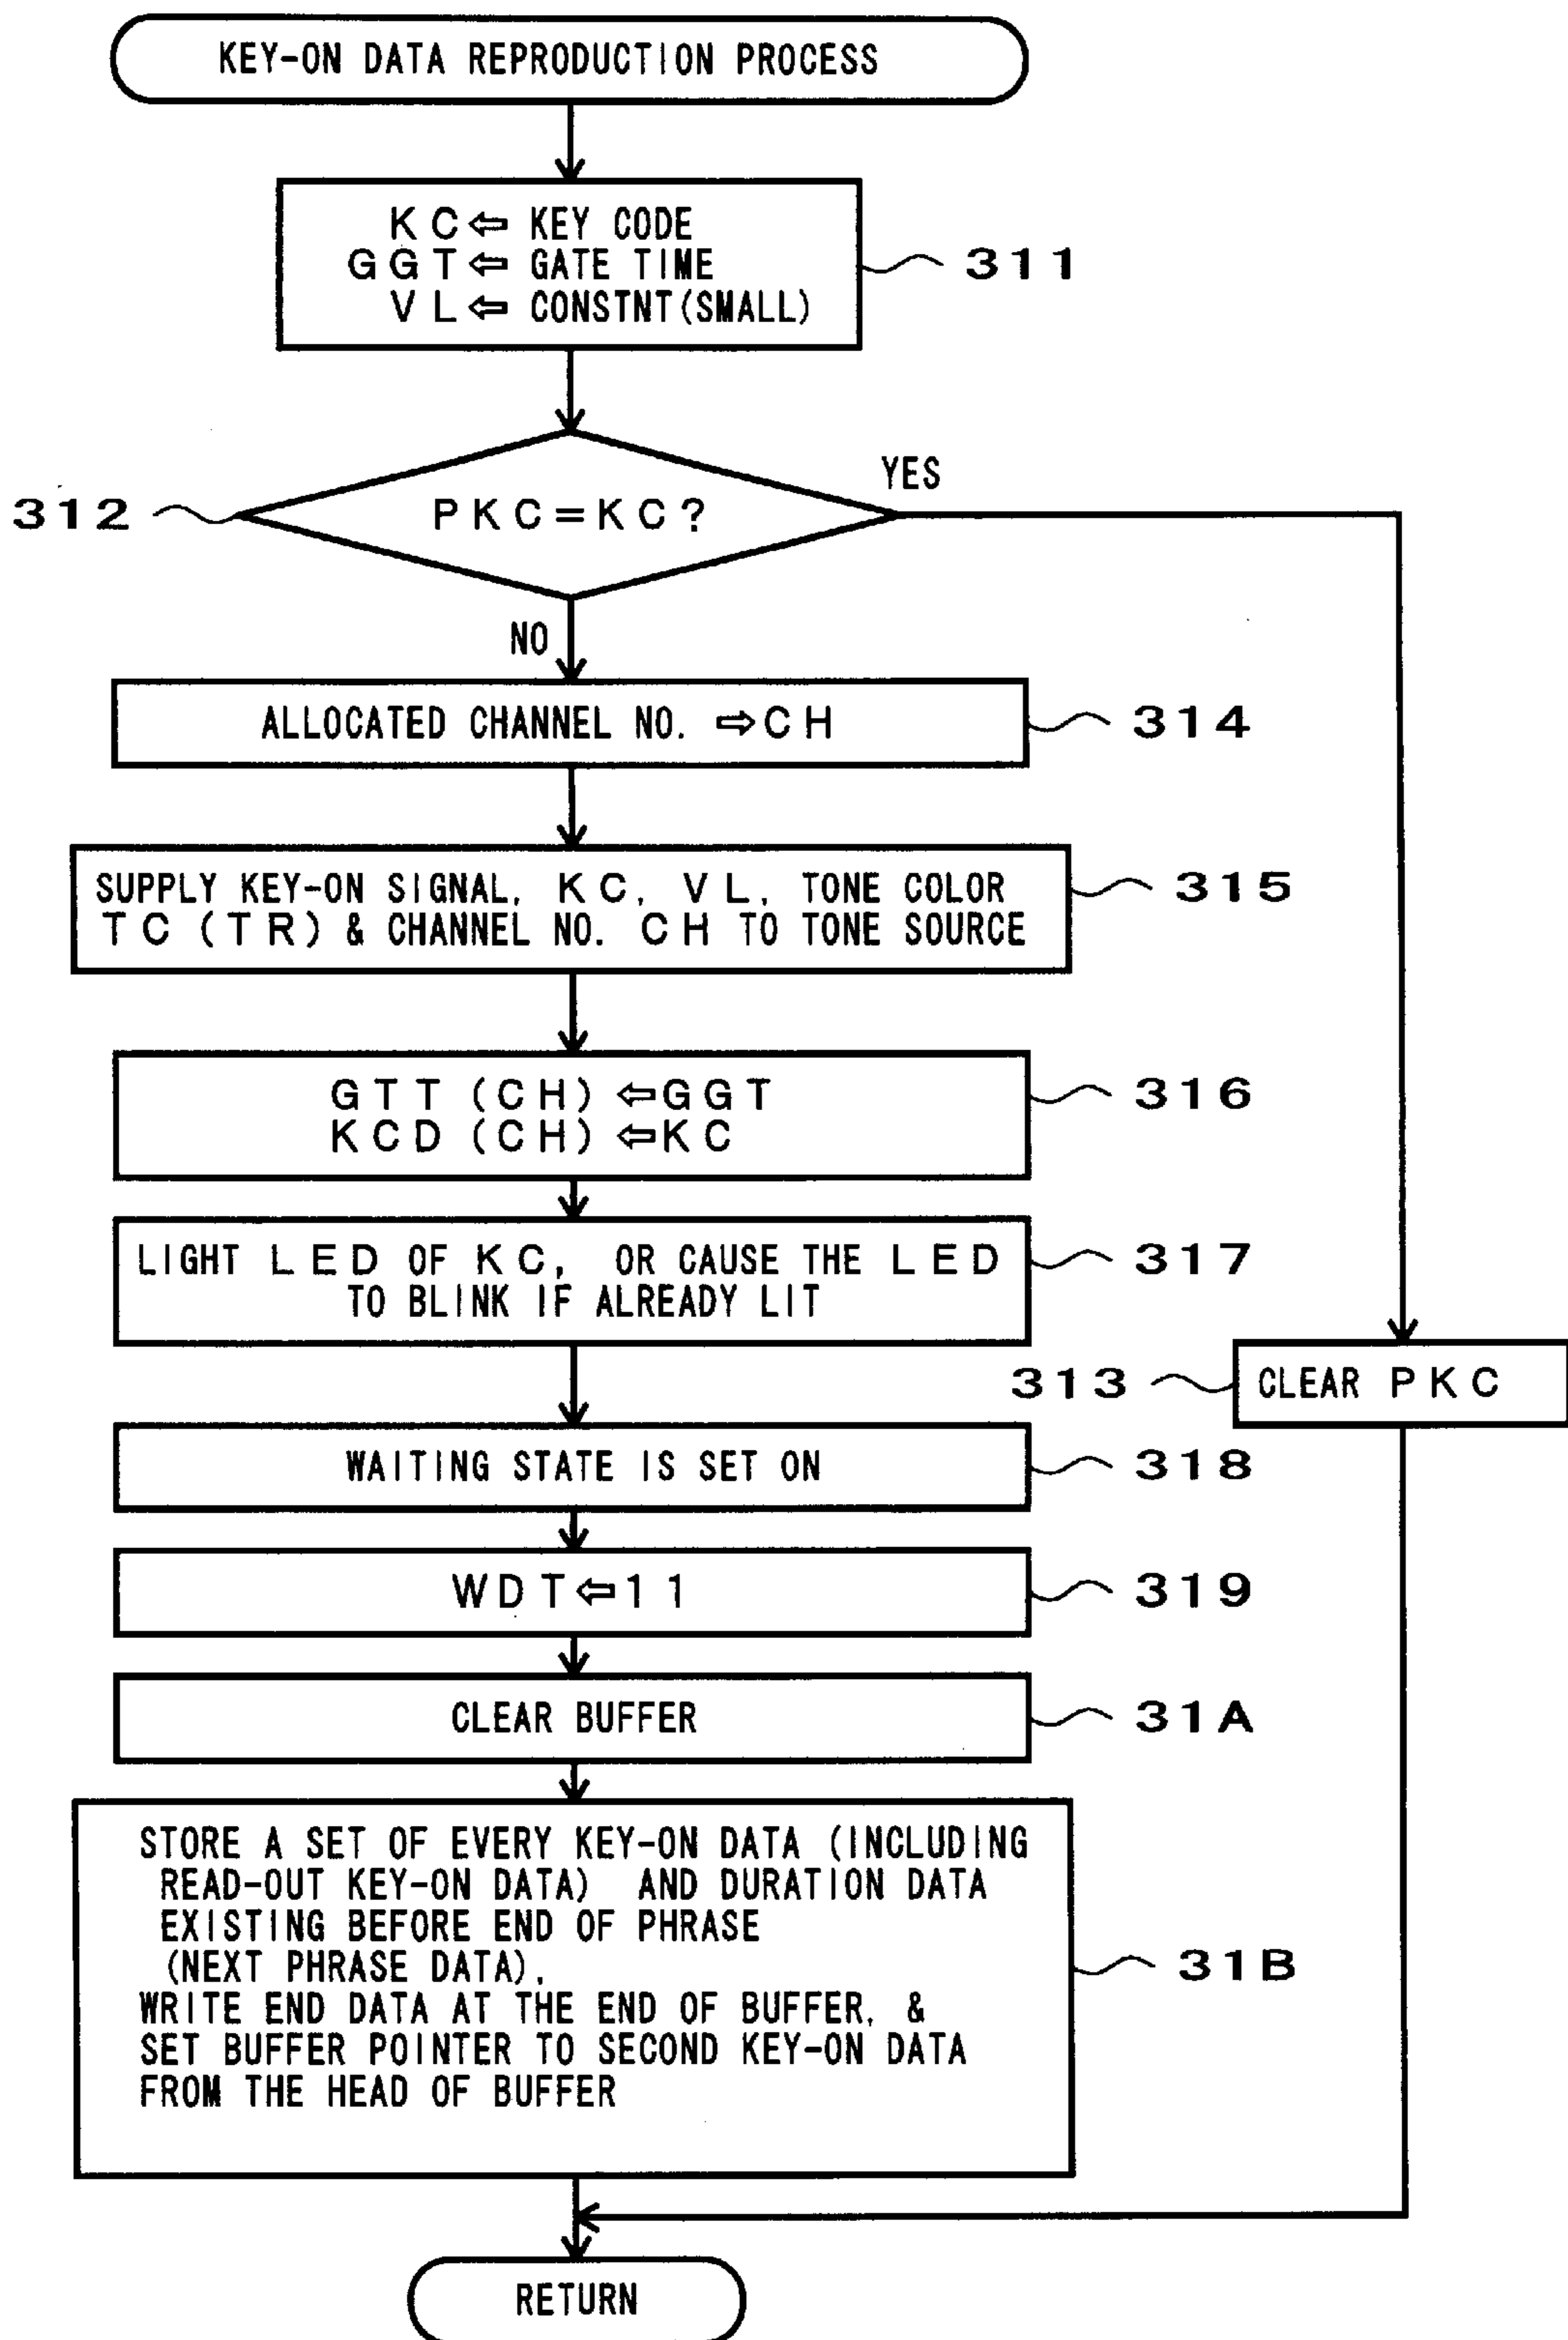 KEY-ON DATA REPRODUCTION PROCESS
KC⇦ KEY CODE
GGT⇦ GATE TIME
VL⇦ CONSTNT(SMALL)
311
312
PKC=KC?
YES
NO
ALLOCATED CHANNEL NO. ⇨CH
314
SUPPLY KEY-ON SIGNAL, KC, VL, TONE COLOR
TC (TR) & CHANNEL NO. CH TO TONE SOURCE
315
GTT (CH) ⇦GGT
KCD (CH) ⇦KC
316
LIGHT LED OF KC, OR CAUSE THE LED
TO BLINK IF ALREADY LIT
317
313
CLEAR PKC
WAITING STATE IS SET ON
318
WDT⇦11
319
CLEAR BUFFER
31A
STORE A SET OF EVERY KEY-ON DATA (INCLUDING
READ-OUT KEY-ON DATA) AND DURATION DATA
EXISTING BEFORE END OF PHRASE
(NEXT PHRASE DATA),
WRITE END DATA AT THE END OF BUFFER, &
SET BUFFER POINTER TO SECOND KEY-ON DATA
FROM THE HEAD OF BUFFER
31B
RETURN